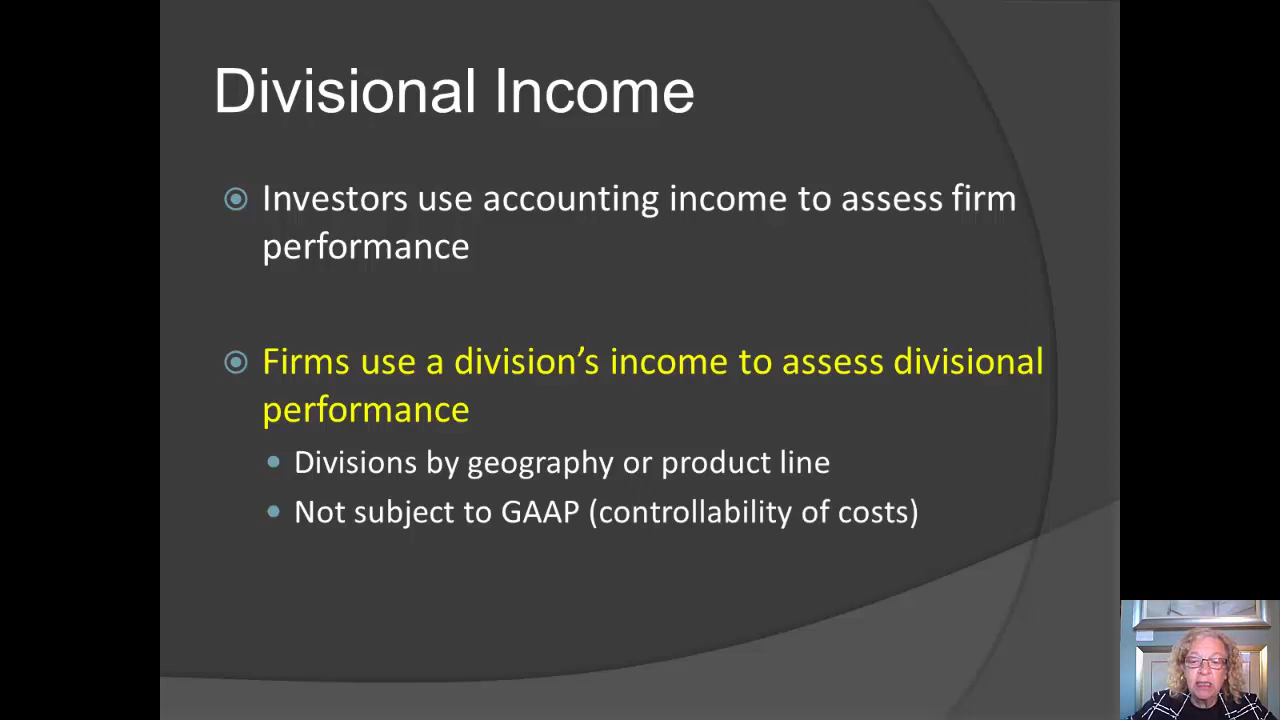 Divisional Income
Investors use accounting income to assess firm
performance
Firms use a division’s income to assess divisional
performance
Divisions by geography or product line
Not subject to GAAP (controllability of costs)